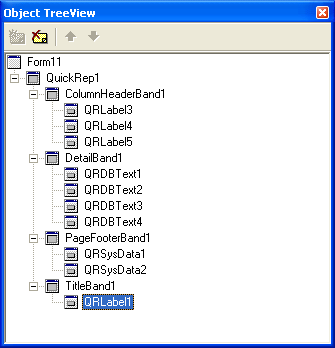 Object TreeView
Form11
QuickRep1
ColumnHeaderBand1
QRLabel3
QRLabel4
QRLabel5
DetailBand1
QRDBText1
QRDBText2
QRDBText3
QRDBText4
PageFooterBand1
QRSysData1
QRSysData2
TitleBand1
QRLabel1